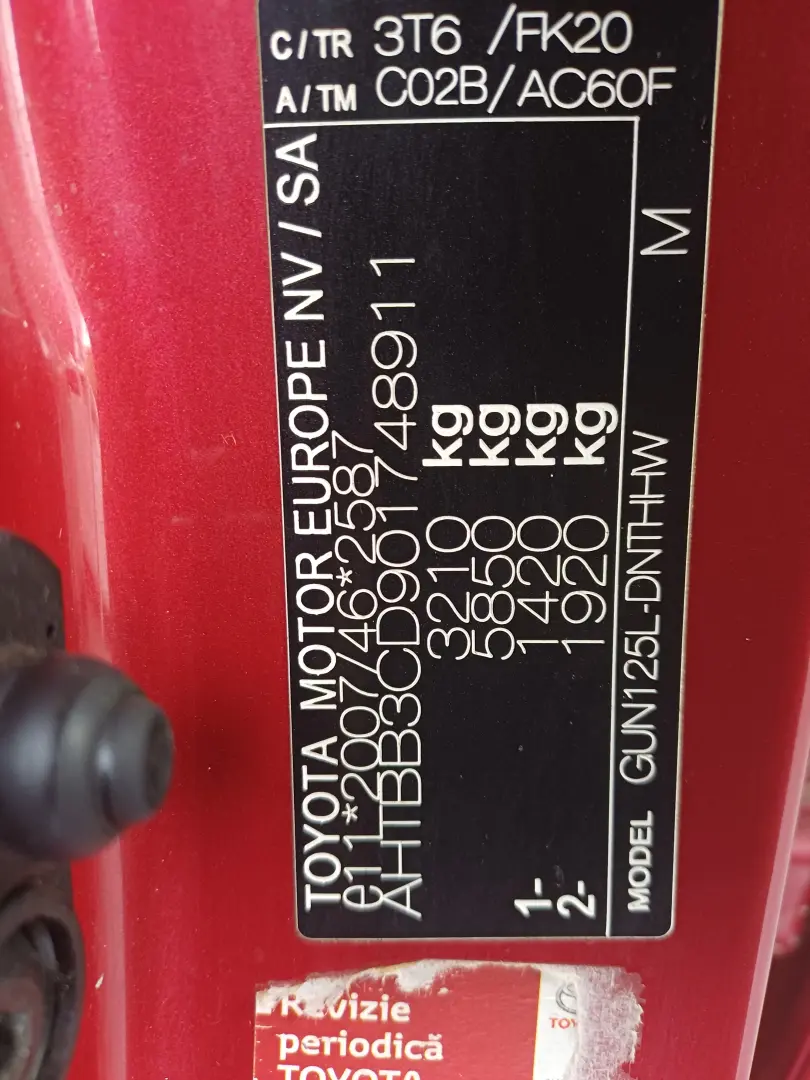 C/TR 3T6 /FK20
A/TM C02B/AC60F
TOYOTA MOTOR EUROPE NV / SA
e11*2007/46*2587
AHTBB3CD901748911
3210 kg
5850 kg
1- 1420 kg
2- 1920 kg
MODEL GUN125L-DNTHHW M
Revizie
periodică
TOYOTA